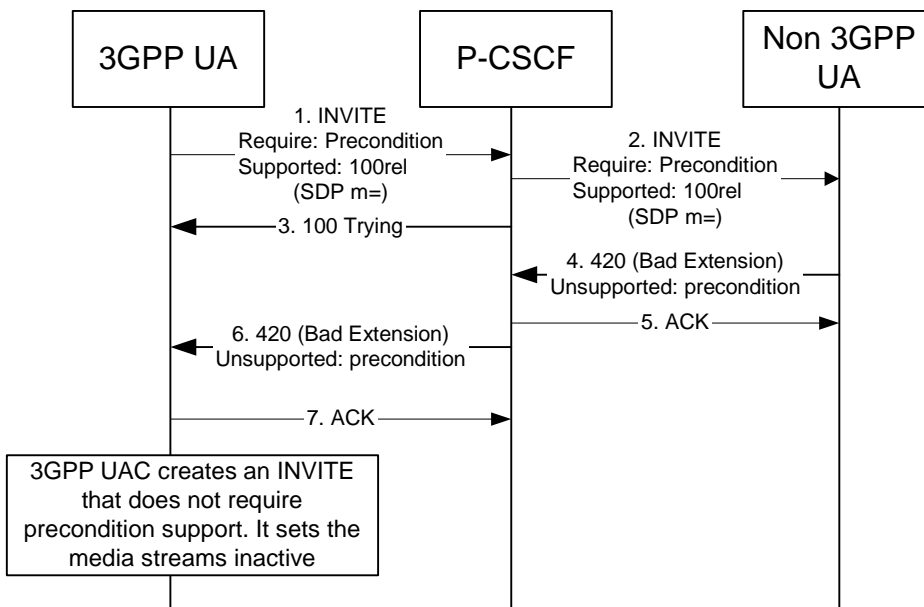 3GPP UA
P-CSCF
Non 3GPP
UA
1. INVITE
Require: Precondition
Supported: 100rel
(SDP m=)
2. INVITE
Require: Precondition
Supported: 100rel
(SDP m=)
3. 100 Trying
4. 420 (Bad Extension)
Unsupported: precondition
5. ACK
6. 420 (Bad Extension)
Unsupported: precondition
7. ACK
3GPP UAC creates an INVITE
that does not require
precondition support. It sets the
media streams inactive